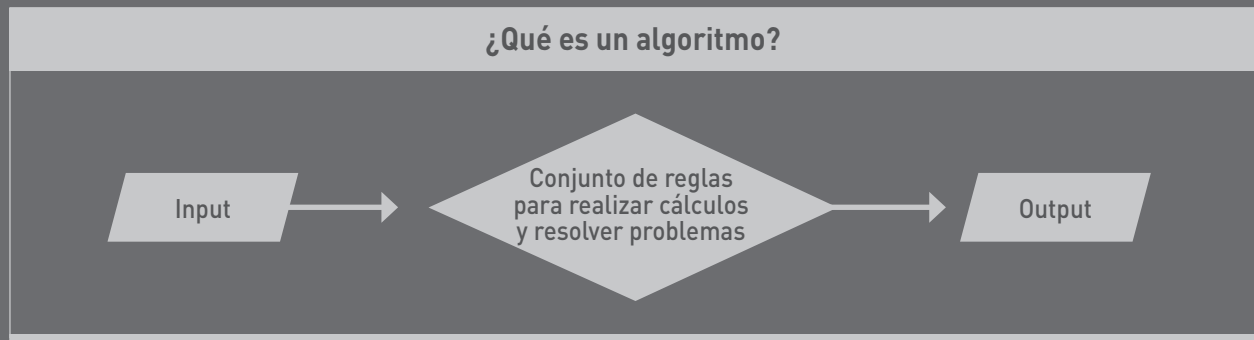 ¿Qué es un algoritmo?
Input
Conjunto de reglas
para realizar cálculos
y resolver problemas
Output